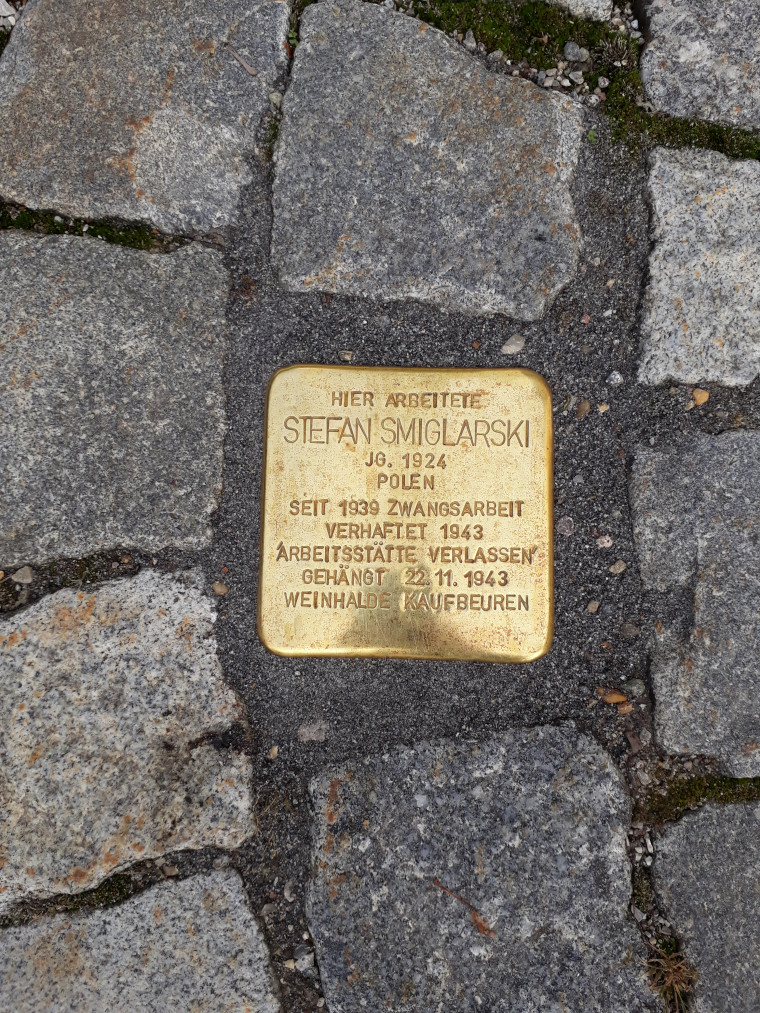 HIER ARBEITETE
STEFAN SMIGLARSKI
JG. 1924
POLEN
SEIT 1939 ZWANGSARBEIT
VERHAFTET 1943
'ARBEITSSTÄTTE VERLASSEN'
GEHÄNGT 22.11.1943
WEINHALDE KAUFBEUREN